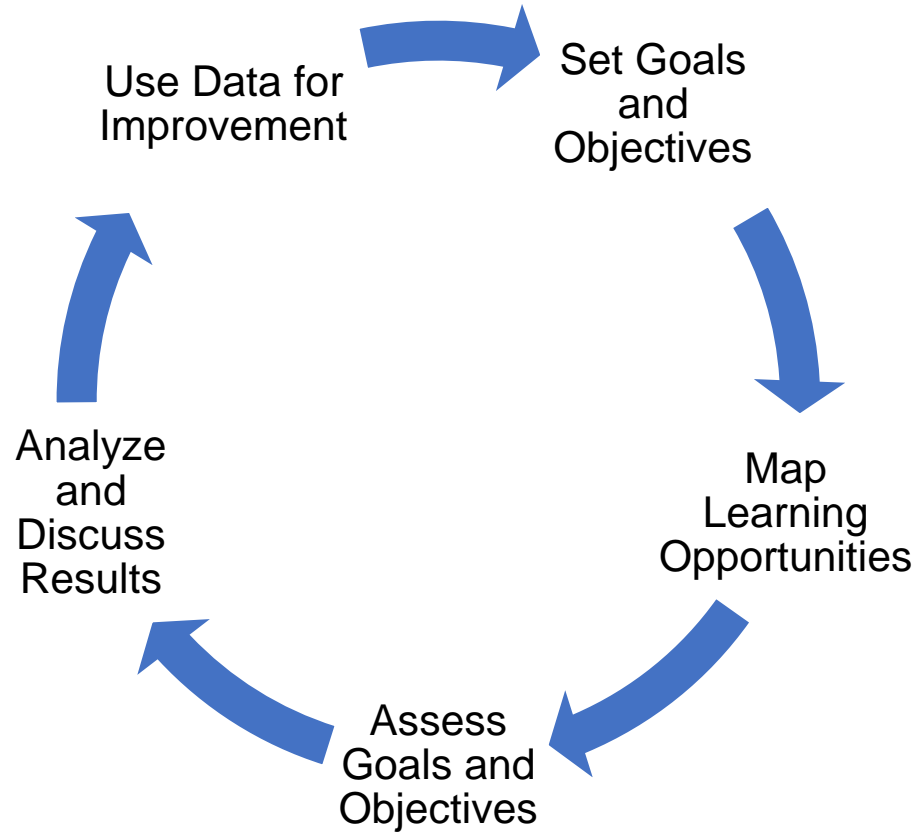 Use Data for
Improvement
Set Goals
and
Objectives
Map
Learning
Opportunities
Assess
Goals and
Objectives
Analyze
and
Discuss
Results